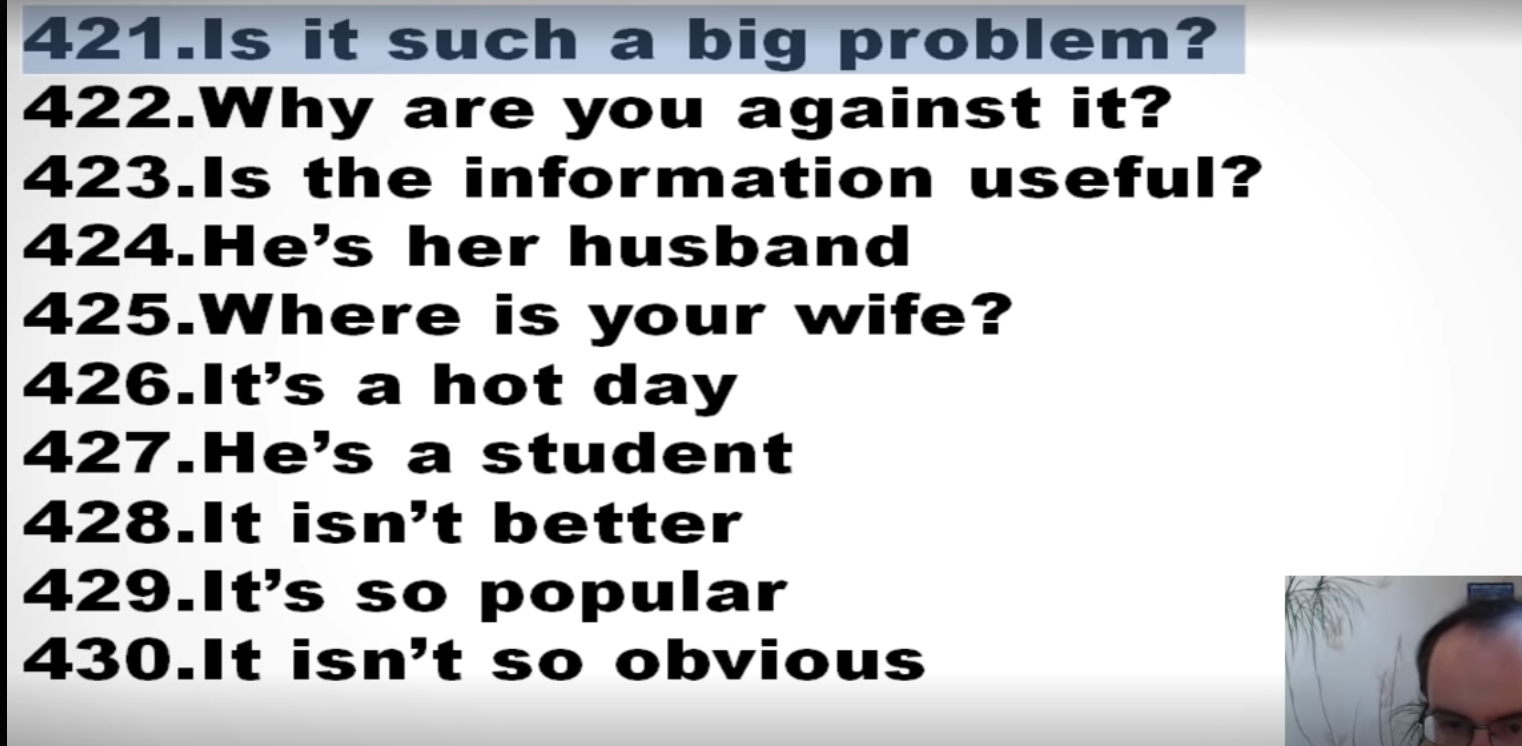 421.Is it such a big problem?
422.Why are you against it?
423.Is the information useful?
424.He’s her husband
425.Where is your wife?
426.It’s a hot day
427.He’s a student
428.It isn’t better
429.It’s so popular
430.It isn’t so obvious